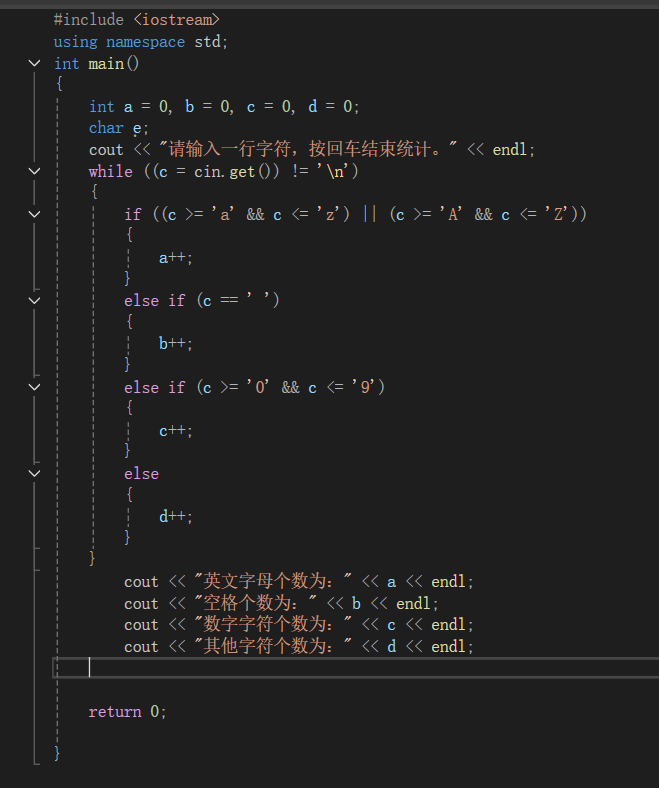 #include <iostream>
using namespace std;
int main()
{
int a = 0, b = 0, c = 0, d = 0;
char e;
cout << "请输入一行字符，按回车结束统计。" << endl;
while ((c = cin.get()) != '\n')
{
if ((c >= 'a' && c <= 'z') || (c >= 'A' && c <= 'Z'))
{
a++;
}
else if (c == ' ')
{
b++;
}
else if (c >= '0' && c <= '9')
{
c++;
}
else
{
d++;
}
}
cout << "英文字母个数为：" << a << endl;
cout << "空格个数为：" << b << endl;
cout << "数字字符个数为：" << c << endl;
cout << "其他字符个数为：" << d << endl;
return 0;
}